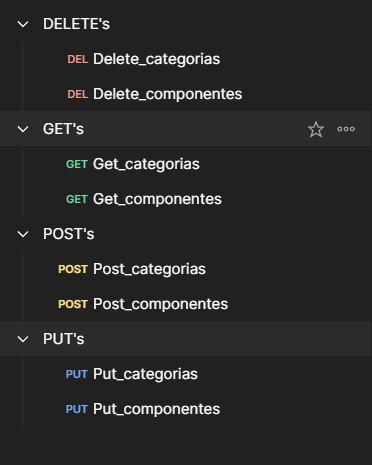 DELETE's
DEL Delete_categorias
DEL Delete_componentes
GET's
GET Get_categorias
GET Get_componentes
POST's
POST Post_categorias
POST Post_componentes
PUT's
PUT Put_categorias
PUT Put_componentes